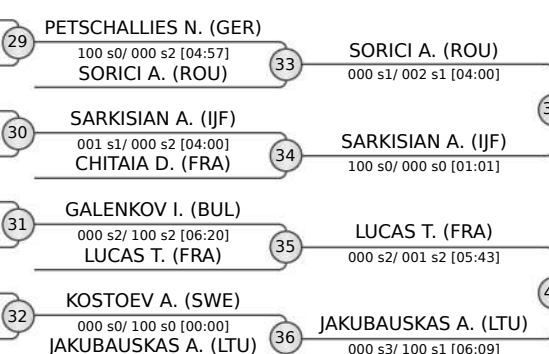 PETSCHALLIES N. (GER)
29
100 s0/ 000 s2 [04:57]
SORICI A. (ROU)
33
SORICI A. (ROU)
000 s1/ 002 s1 [04:00]
SARKISIAN A. (IJF)
30
001 s1/ 000 s2 [04:00]
CHITAIA D. (FRA)
34
SARKISIAN A. (IJF)
100 s0/ 000 s0 [01:01]
GALENKOV I. (BUL)
31
000 s2/ 100 s2 [06:20]
LUCAS T. (FRA)
35
LUCAS T. (FRA)
000 s2/ 001 s2 [05:43]
KOSTOEV A. (SWE)
32
000 s0/ 100 s0 [00:00]
JAKUBAUSKAS A. (LTU)
36
JAKUBAUSKAS A. (LTU)
000 s3/ 100 s1 [06:09]